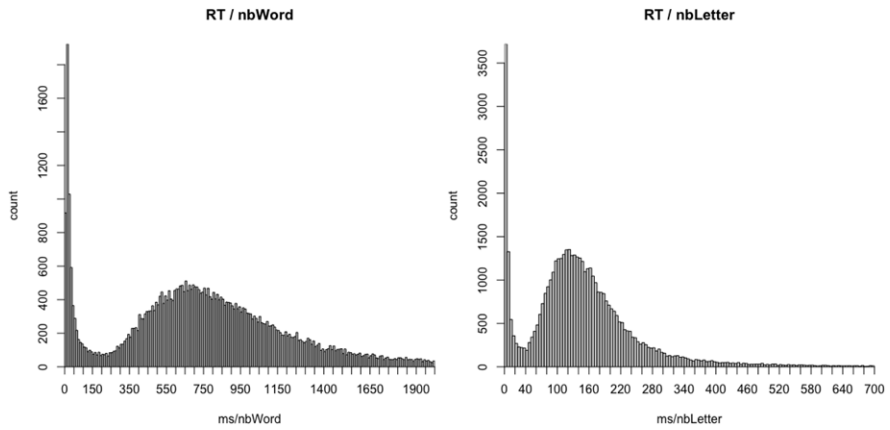 RT / nbWord
count
0 200 400 600 800 1200 1600
0 150 350 550 750 950 1150 1400 1650 1900
ms/nbWord
RT / nbLetter
count
0 500 1000 1500 2000 2500 3000 3500
0 40 100 160 220 280 340 400 460 520 580 640 700
ms/nbLetter